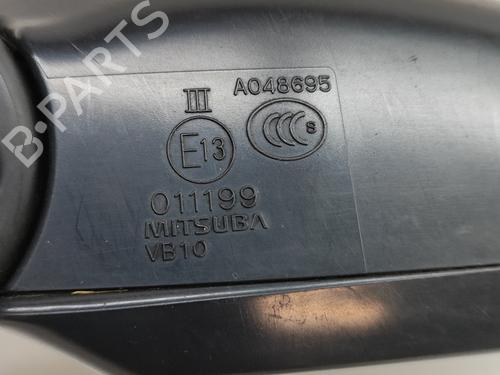 III A048695
E13 CCC S
011199
MITSUBA
VB10
B-PARTS